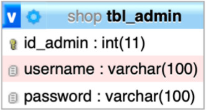 v shop tbl_admin
id_admin : int(11)
username : varchar(100)
password : varchar(100)